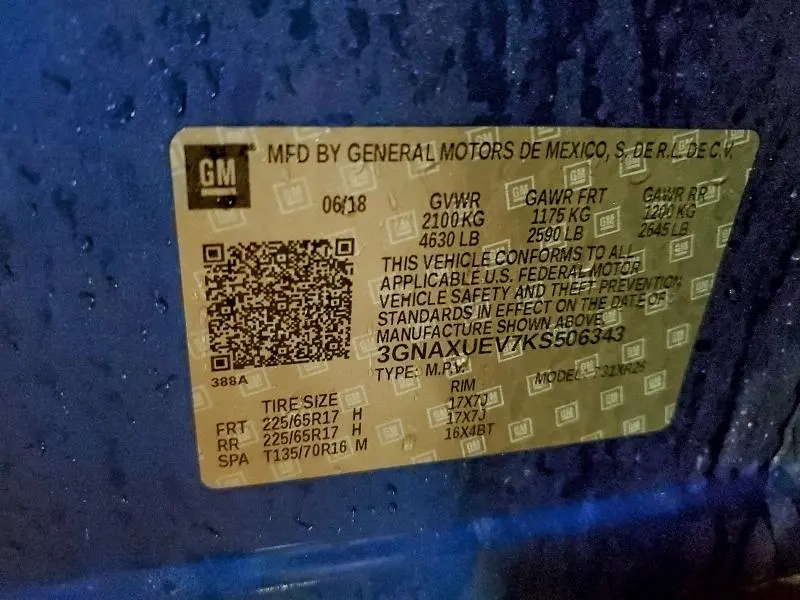 GM MFD BY GENERAL MOTORS DE MEXICO, S. DE R.L. DE C.V.
06/18 GVWR GAWR FRT GAWR RR
2100 KG 1175 KG 1200 KG
4630 LB 2590 LB 2645 LB
THIS VEHICLE CONFORMS TO ALL
APPLICABLE U.S. FEDERAL MOTOR
VEHICLE SAFETY AND THEFT PREVENTION
STANDARDS IN EFFECT ON THE DATE OF
MANUFACTURE SHOWN ABOVE
3GNAXUEV7KS506343
TYPE: M.P.V. MODEL:
388A
TIRE SIZE RIM
FRT 225/65R17 H 17X7J
RR 225/65R17 H 17X7J
SPA T135/70R16 M 16X4BT